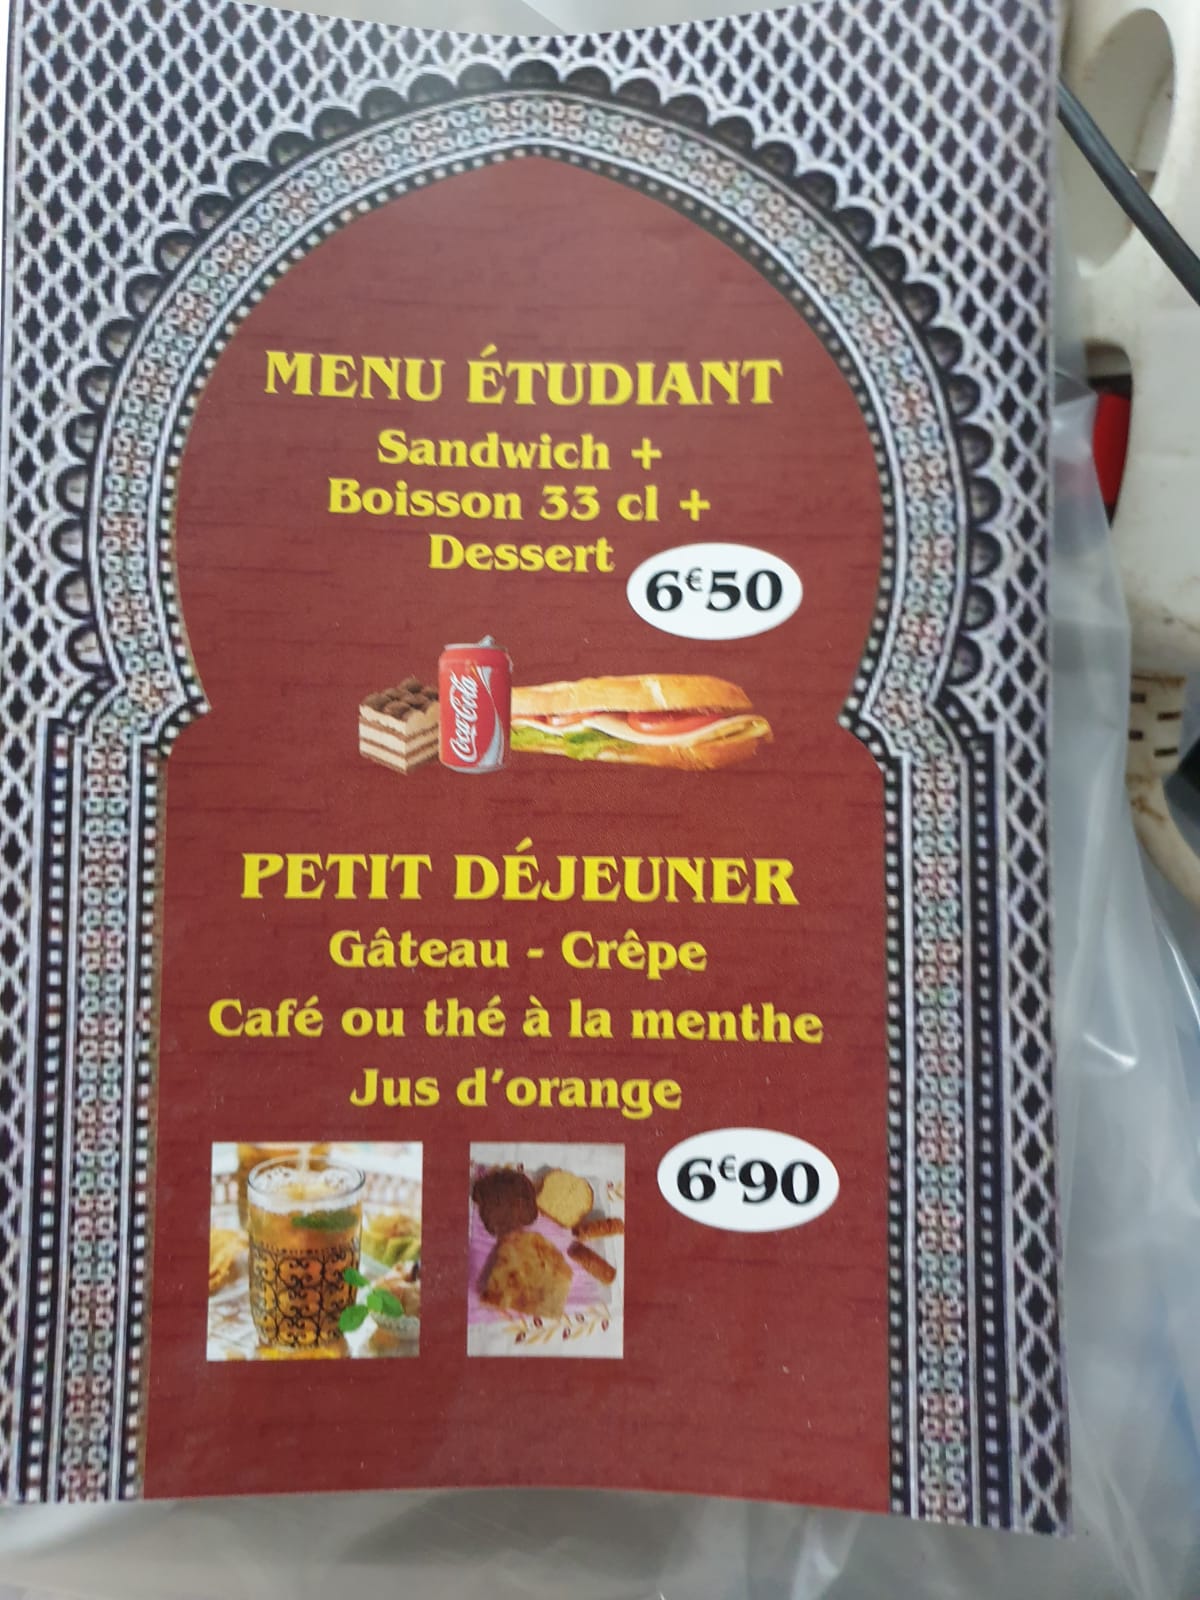 MENU ÉTUDIANT
Sandwich +
Boisson 33 cl +
Dessert
6€50
Coca-Cola
PETIT DÉJEUNER
Gâteau - Crêpe
Café ou thé à la menthe
Jus d'orange
6€90